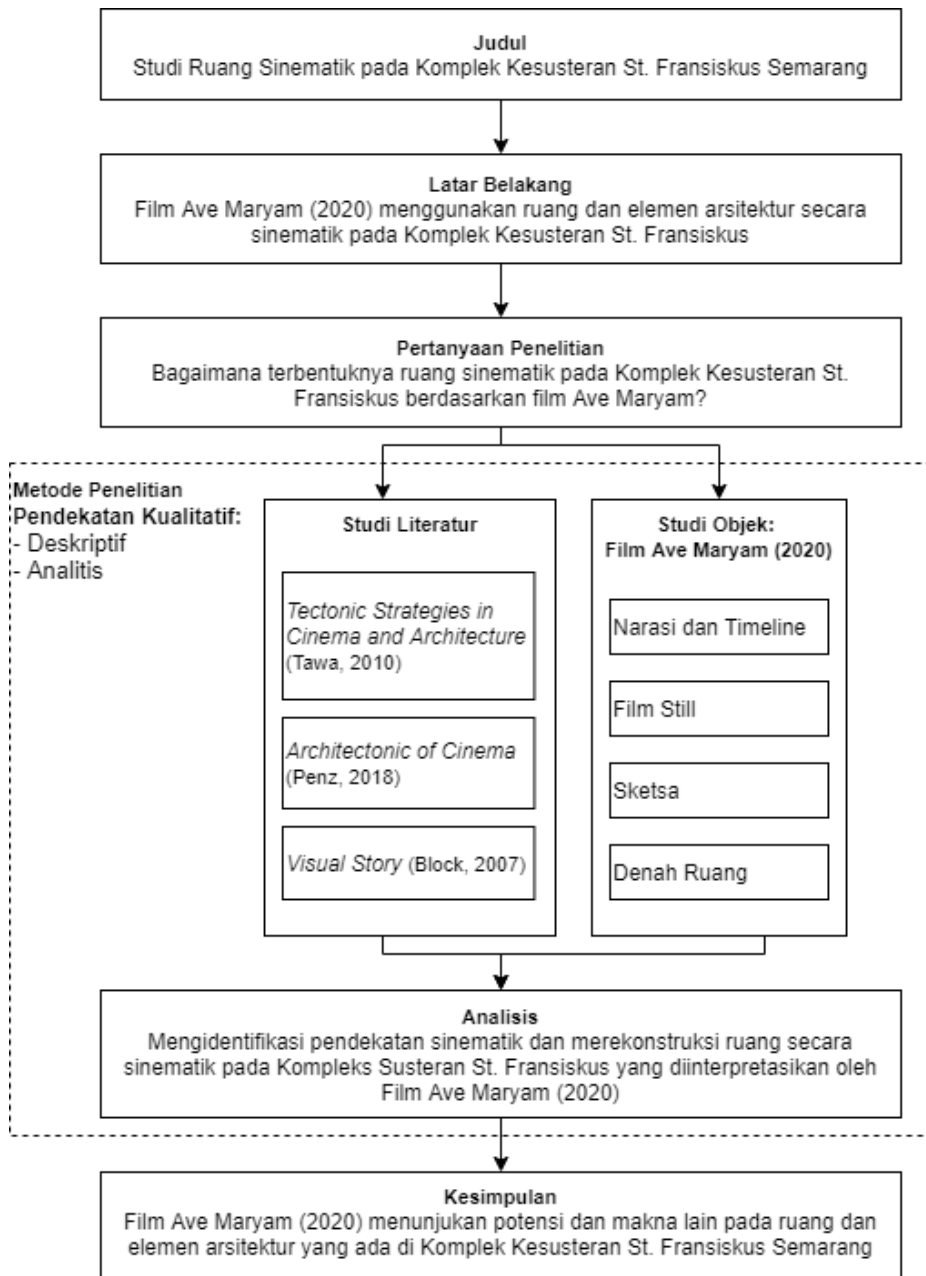 Judul
Studi Ruang Sinematik pada Komplek Kesusteran St. Fransiskus Semarang
Latar Belakang
Film Ave Maryam (2020) menggunakan ruang dan elemen arsitektur secara
sinematik pada Komplek Kesusteran St. Fransiskus
Pertanyaan Penelitian
Bagaimana terbentuknya ruang sinematik pada Komplek Kesusteran St.
Fransiskus berdasarkan film Ave Maryam?
Metode Penelitian
Pendekatan Kualitatif:
- Deskriptif
- Analitis
Studi Literatur
Tectonic Strategies in
Cinema and Architecture
(Tawa, 2010)
Architectonic of Cinema
(Penz, 2018)
Visual Story (Block, 2007)
Studi Objek:
Film Ave Maryam (2020)
Narasi dan Timeline
Film Still
Sketsa
Denah Ruang
Analisis
Mengidentifikasi pendekatan sinematik dan merekonstruksi ruang secara
sinematik pada Kompleks Susteran St. Fransiskus yang diinterpretasikan oleh
Film Ave Maryam (2020)
Kesimpulan
Film Ave Maryam (2020) menunjukan potensi dan makna lain pada ruang dan
elemen arsitektur yang ada di Komplek Kesusteran St. Fransiskus Semarang